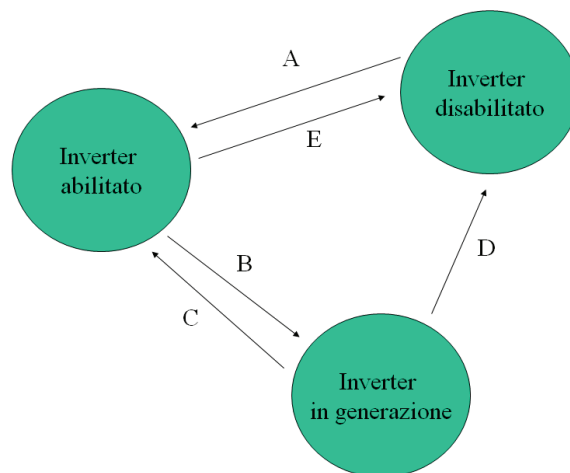 A
Inverter
disabilitato
Inverter
abilitato
E
B
D
C
Inverter
in generazione